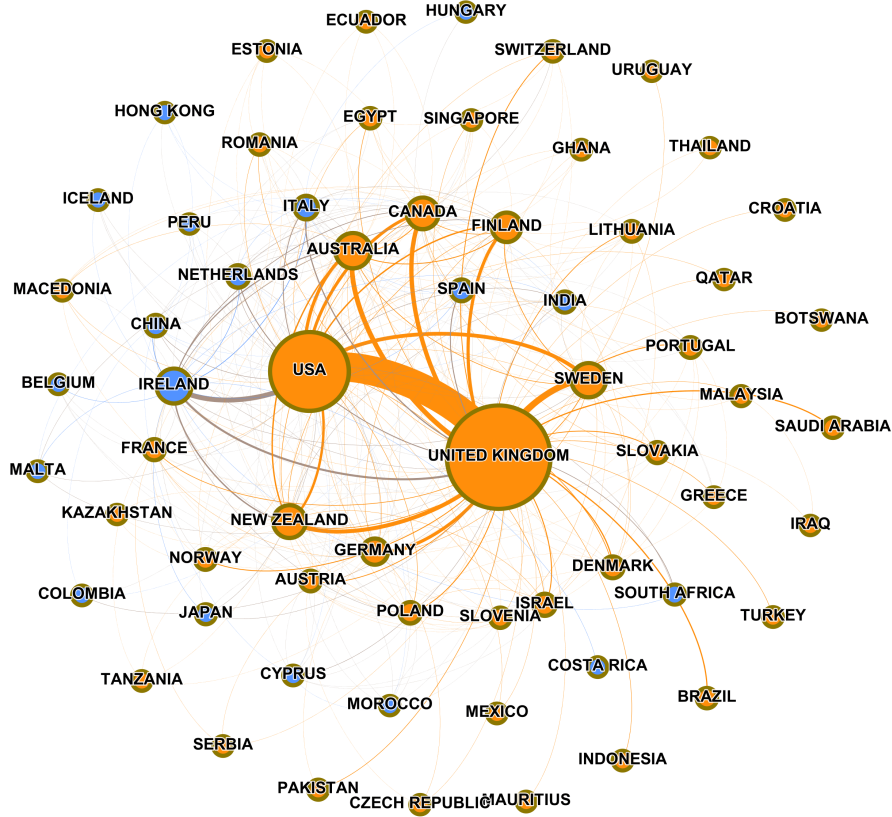 HUNGARY
ECUADOR
ESTONIA
SWITZERLAND
URUGUAY
HONG KONG
EGYPT
SINGAPORE
ROMANIA
GHANA
THAILAND
ICELAND
PERU
ITALY
CANADA
FINLAND
LITHUANIA
CROATIA
AUSTRALIA
NETHERLANDS
SPAIN
INDIA
QATAR
MACEDONIA
CHINA
BOTSWANA
PORTUGAL
USA
BELGIUM
IRELAND
SWEDEN
MALAYSIA
SAUDI ARABIA
FRANCE
UNITED KINGDOM
SLOVAKIA
MALTA
GREECE
KAZAKHSTAN
NEW ZEALAND
IRAQ
NORWAY
GERMANY
AUSTRIA
DENMARK
COLOMBIA
JAPAN
POLAND
SLOVENIA
ISRAEL
SOUTH AFRICA
TURKEY
TANZANIA
CYPRUS
COSTA RICA
MOROCCO
MEXICO
BRAZIL
SERBIA
INDONESIA
PAKISTAN
CZECH REPUBLIC
MAURITIUS